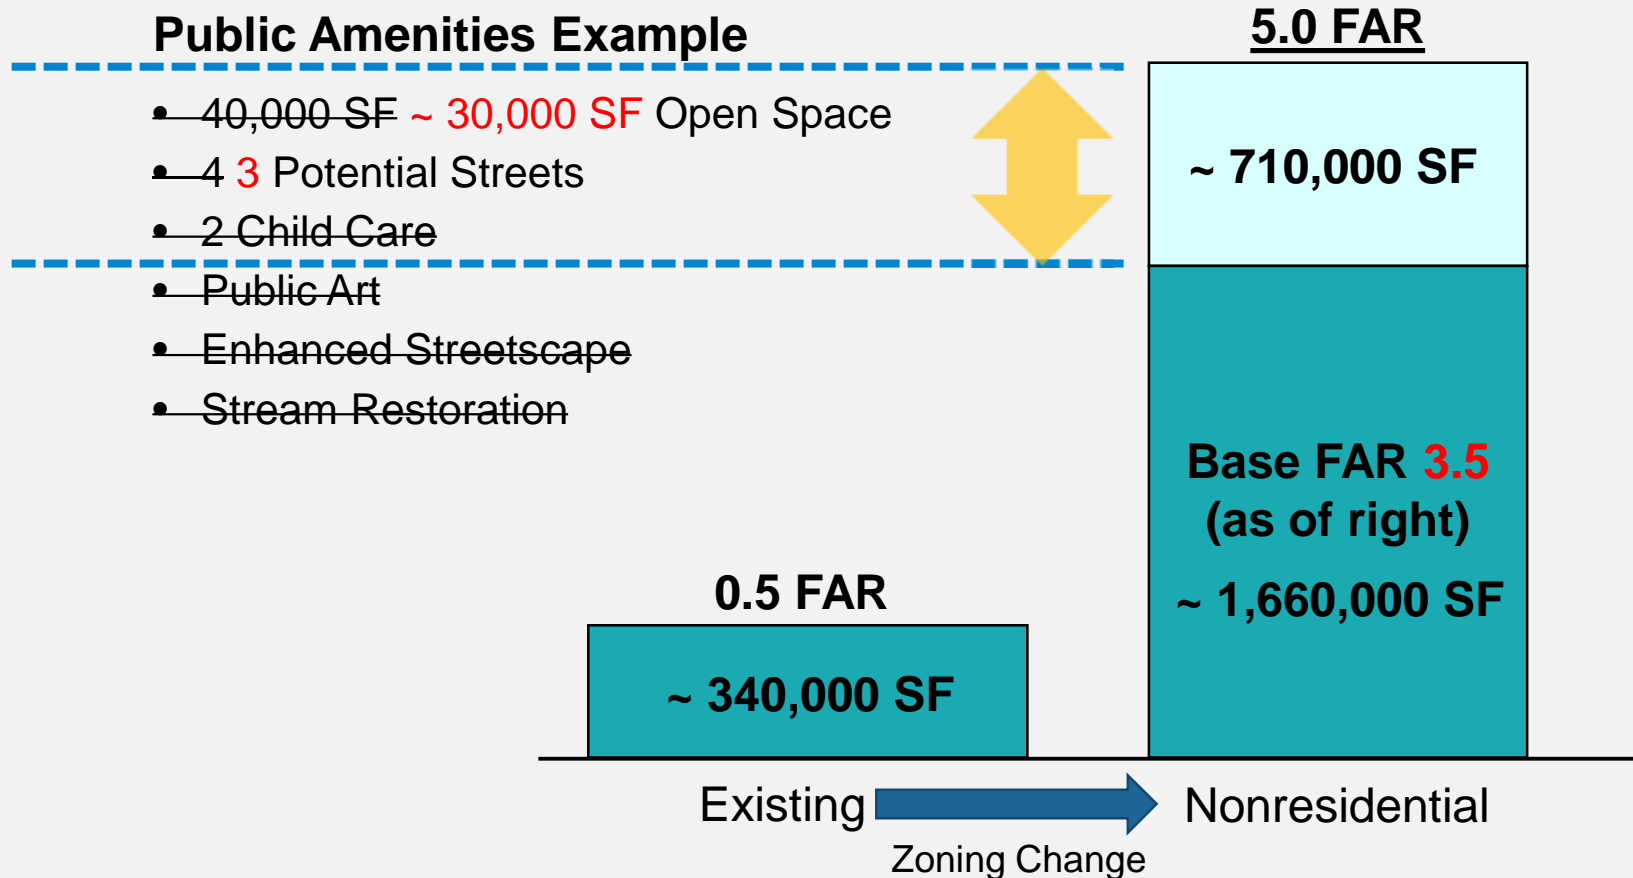 Public Amenities Example
• 40,000 SF ~ 30,000 SF Open Space
• 4 3 Potential Streets
• 2 Child Care
• Public Art
• Enhanced Streetscape
• Stream Restoration
5.0 FAR
~ 710,000 SF
Base FAR 3.5
(as of right)
~ 1,660,000 SF
0.5 FAR
~ 340,000 SF
Existing
Nonresidential
Zoning Change